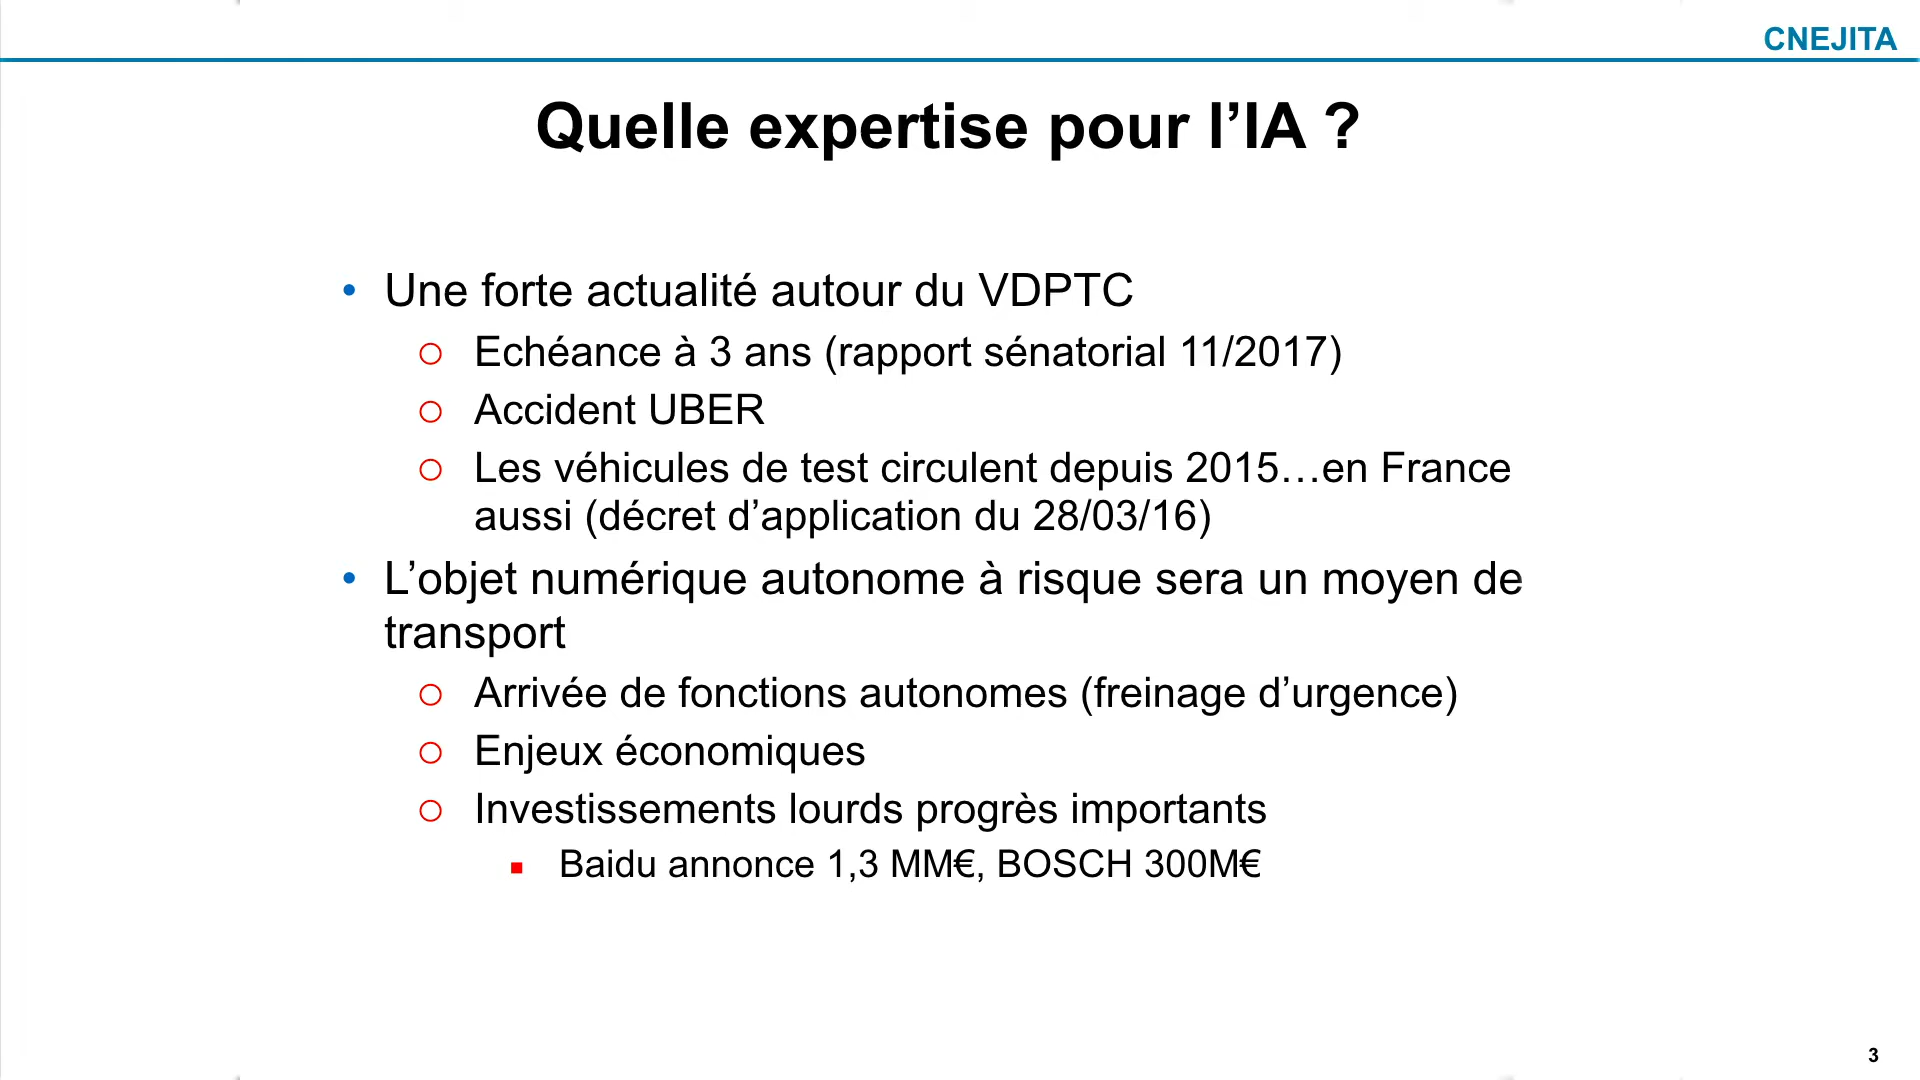 CNEJITA
Quelle expertise pour l’IA ?
• Une forte actualité autour du VDPTC
○ Echéance à 3 ans (rapport sénatorial 11/2017)
○ Accident UBER
○ Les véhicules de test circulent depuis 2015…en France
aussi (décret d’application du 28/03/16)
• L’objet numérique autonome à risque sera un moyen de
transport
○ Arrivée de fonctions autonomes (freinage d’urgence)
○ Enjeux économiques
○ Investissements lourds progrès importants
▪ Baidu annonce 1,3 MM€, BOSCH 300M€
3